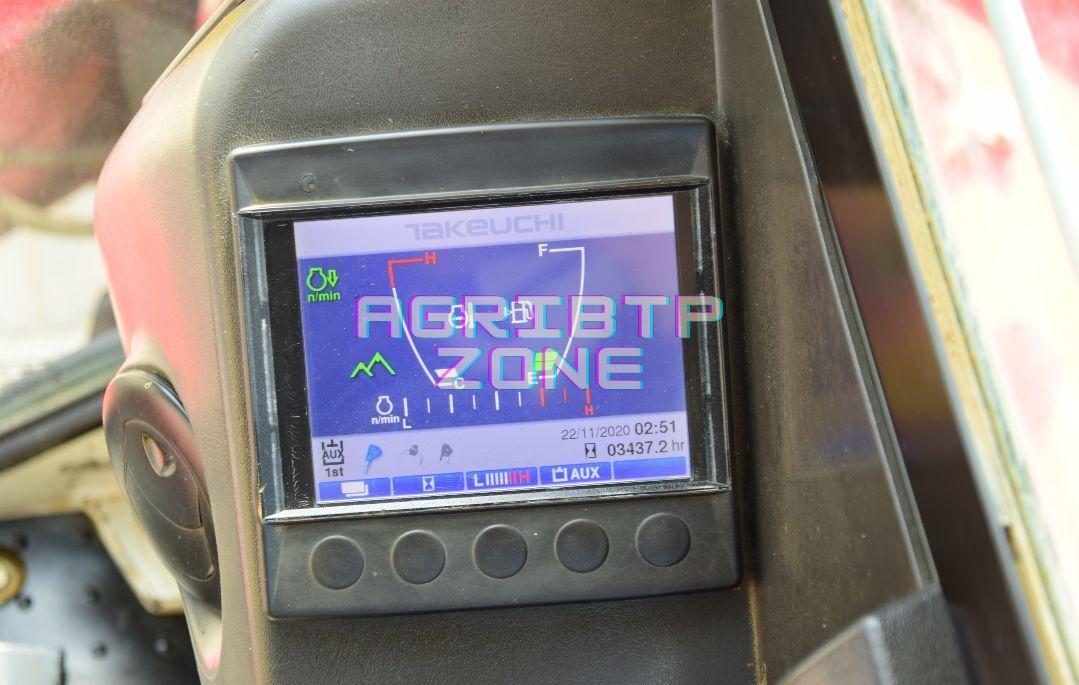 TAKEUCHI
H
F
n/min
AGRIBTP
ZONE
C
E
n/min
L
H
22/11/2020 02:51
AUX
03437.2 hr
1st
L H
AUX